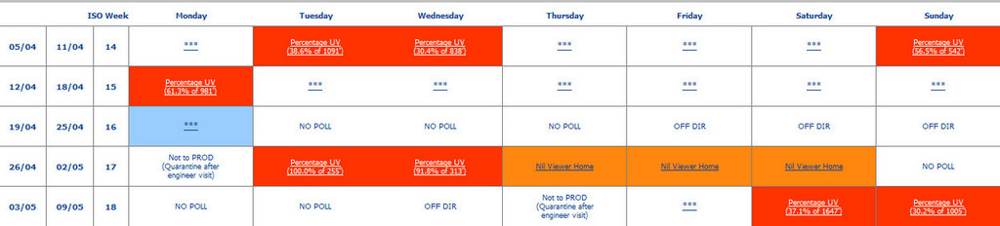 ISO Week Monday Tuesday Wednesday Thursday Friday Saturday Sunday
05/04 11/04 14 *** Percentage UV (38.6% of 1091') Percentage UV (30.4% of 838') *** *** *** Percentage UV (56.5% of 542')
12/04 18/04 15 Percentage UV (61.3% of 981') *** *** *** *** *** ***
19/04 25/04 16 *** NO POLL NO POLL NO POLL OFF DIR OFF DIR OFF DIR
26/04 02/05 17 Not to PROD (Quarantine after engineer visit) Percentage UV (100.0% of 255') Percentage UV (91.8% of 313') Nil Viewer Home Nil Viewer Home Nil Viewer Home NO POLL
03/05 09/05 18 NO POLL NO POLL OFF DIR Not to PROD (Quarantine after engineer visit) *** Percentage UV (37.1% of 1647') Percentage UV (30.2% of 1005')